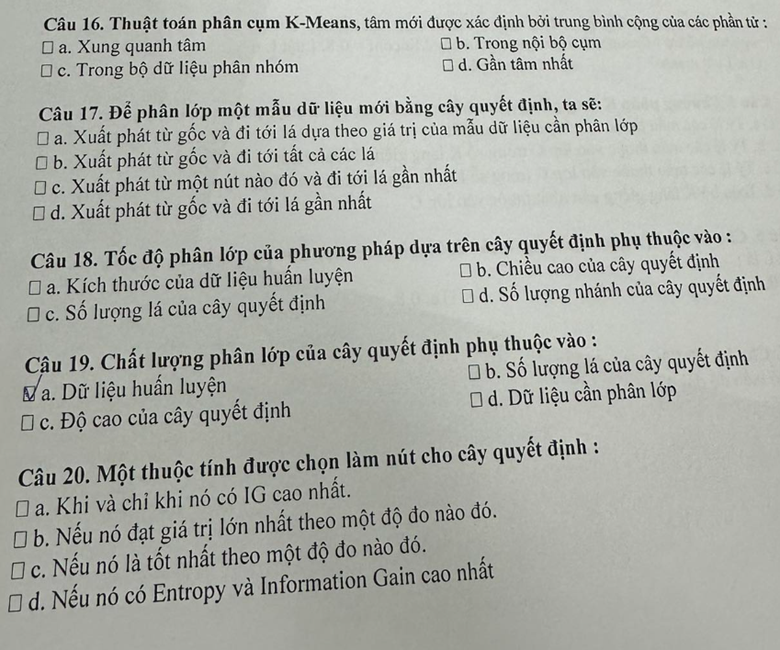 Câu 16. Thuật toán phân cụm K-Means, tâm mới được xác định bởi trung bình cộng của các phần tử :
□ a. Xung quanh tâm □ b. Trong nội bộ cụm
□ c. Trong bộ dữ liệu phân nhóm □ d. Gần tâm nhất
Câu 17. Để phân lớp một mẫu dữ liệu mới bằng cây quyết định, ta sẽ:
□ a. Xuất phát từ gốc và đi tới lá dựa theo giá trị của mẫu dữ liệu cần phân lớp
□ b. Xuất phát từ gốc và đi tới tất cả các lá
□ c. Xuất phát từ một nút nào đó và đi tới lá gần nhất
□ d. Xuất phát từ gốc và đi tới lá gần nhất
Câu 18. Tốc độ phân lớp của phương pháp dựa trên cây quyết định phụ thuộc vào :
□ a. Kích thước của dữ liệu huấn luyện □ b. Chiều cao của cây quyết định
□ c. Số lượng lá của cây quyết định □ d. Số lượng nhánh của cây quyết định
Câu 19. Chất lượng phân lớp của cây quyết định phụ thuộc vào :
☑ a. Dữ liệu huấn luyện □ b. Số lượng lá của cây quyết định
□ c. Độ cao của cây quyết định □ d. Dữ liệu cần phân lớp
Câu 20. Một thuộc tính được chọn làm nút cho cây quyết định :
□ a. Khi và chỉ khi nó có IG cao nhất.
□ b. Nếu nó đạt giá trị lớn nhất theo một độ đo nào đó.
□ c. Nếu nó là tốt nhất theo một độ đo nào đó.
□ d. Nếu nó có Entropy và Information Gain cao nhất